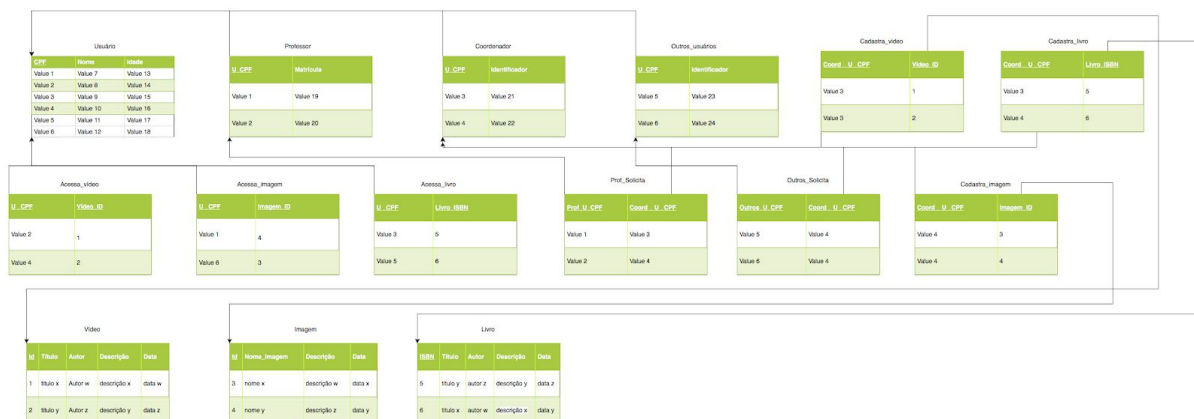 Usuário
CPF Nome Idade
Value 1 Value 7 Value 13
Value 2 Value 8 Value 14
Value 3 Value 9 Value 15
Value 4 Value 10 Value 16
Value 5 Value 11 Value 17
Value 6 Value 12 Value 18
Professor
U_CPF Matrícula
Value 1 Value 19
Value 2 Value 20
Coordenador
U_CPF Identificador
Value 3 Value 21
Value 4 Value 22
Outros_usuários
U_CPF Identificador
Value 5 Value 23
Value 6 Value 24
Cadastra_vídeo
Coord__U_CPF Vídeo_ID
Value 3 1
Value 3 2
Cadastra_livro
Coord__U_CPF Livro_ISBN
Value 3 5
Value 4 6
Acessa_vídeo
U_CPF Vídeo_ID
Value 2 1
Value 4 2
Acessa_imagem
U_CPF Imagem_ID
Value 1 4
Value 6 3
Acessa_livro
U_CPF Livro_ISBN
Value 3 5
Value 5 6
Prof_Solicita
Prof_U_CPF Coord__U_CPF
Value 1 Value 3
Value 2 Value 4
Outros_Solicita
Outros_U_CPF Coord__U_CPF
Value 5 Value 4
Value 6 Value 4
Cadastra_imagem
Coord__U_CPF Imagem_ID
Value 4 3
Value 4 4
Vídeo
Id Título Autor Descrição Data
1 título x Autor w descrição x data w
2 título y Autor z descrição y data z
Imagem
Id Nome_imagem Descrição Data
3 nome x descrição w data x
4 nome y descrição z data y
Livro
ISBN Título Autor Descrição Data
5 título y autor z descrição y data z
6 título x autor w descrição x data y